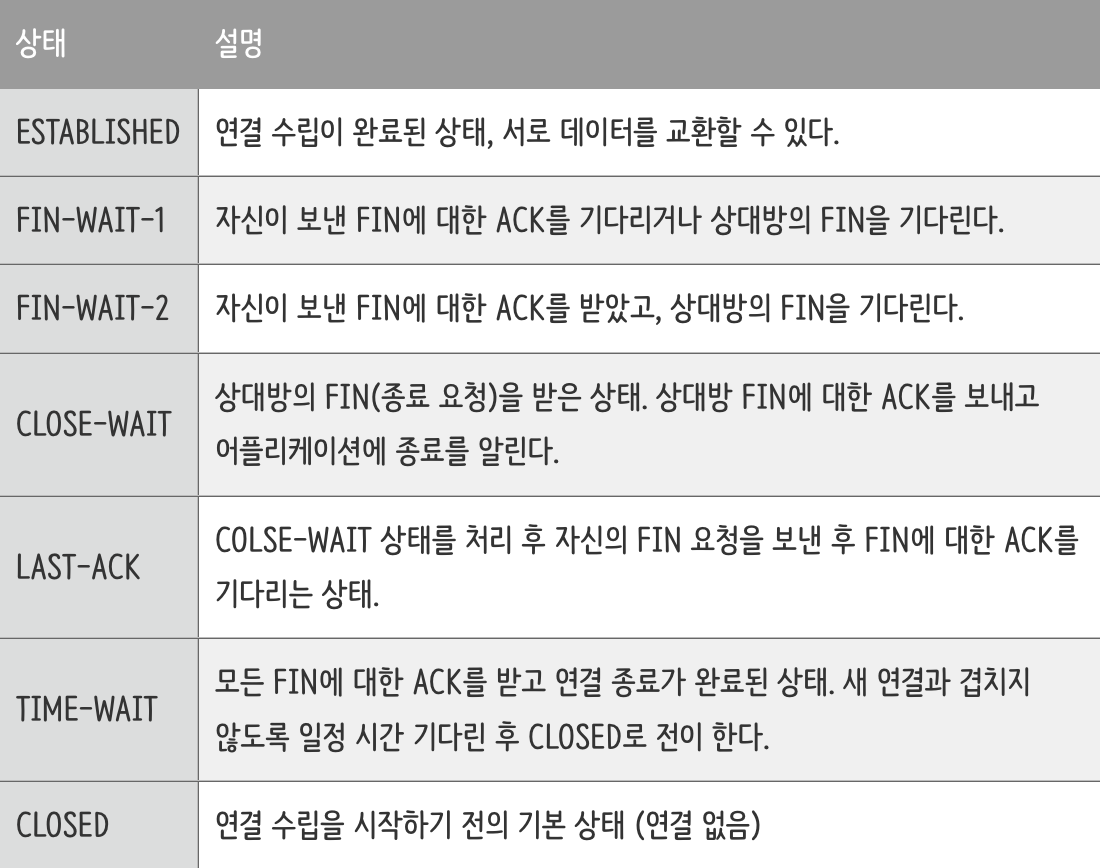 상태 설명
ESTABLISHED 연결 수립이 완료된 상태, 서로 데이터를 교환할 수 있다.
FIN-WAIT-1 자신이 보낸 FIN에 대한 ACK를 기다리거나 상대방의 FIN을 기다린다.
FIN-WAIT-2 자신이 보낸 FIN에 대한 ACK를 받았고, 상대방의 FIN을 기다린다.
CLOSE-WAIT 상대방의 FIN(종료 요청)을 받은 상태. 상대방 FIN에 대한 ACK를 보내고
어플리케이션에 종료를 알린다.
LAST-ACK COLSE-WAIT 상태를 처리 후 자신의 FIN 요청을 보낸 후 FIN에 대한 ACK를
기다리는 상태.
TIME-WAIT 모든 FIN에 대한 ACK를 받고 연결 종료가 완료된 상태. 새 연결과 겹치지
않도록 일정 시간 기다린 후 CLOSED로 전이 한다.
CLOSED 연결 수립을 시작하기 전의 기본 상태 (연결 없음)